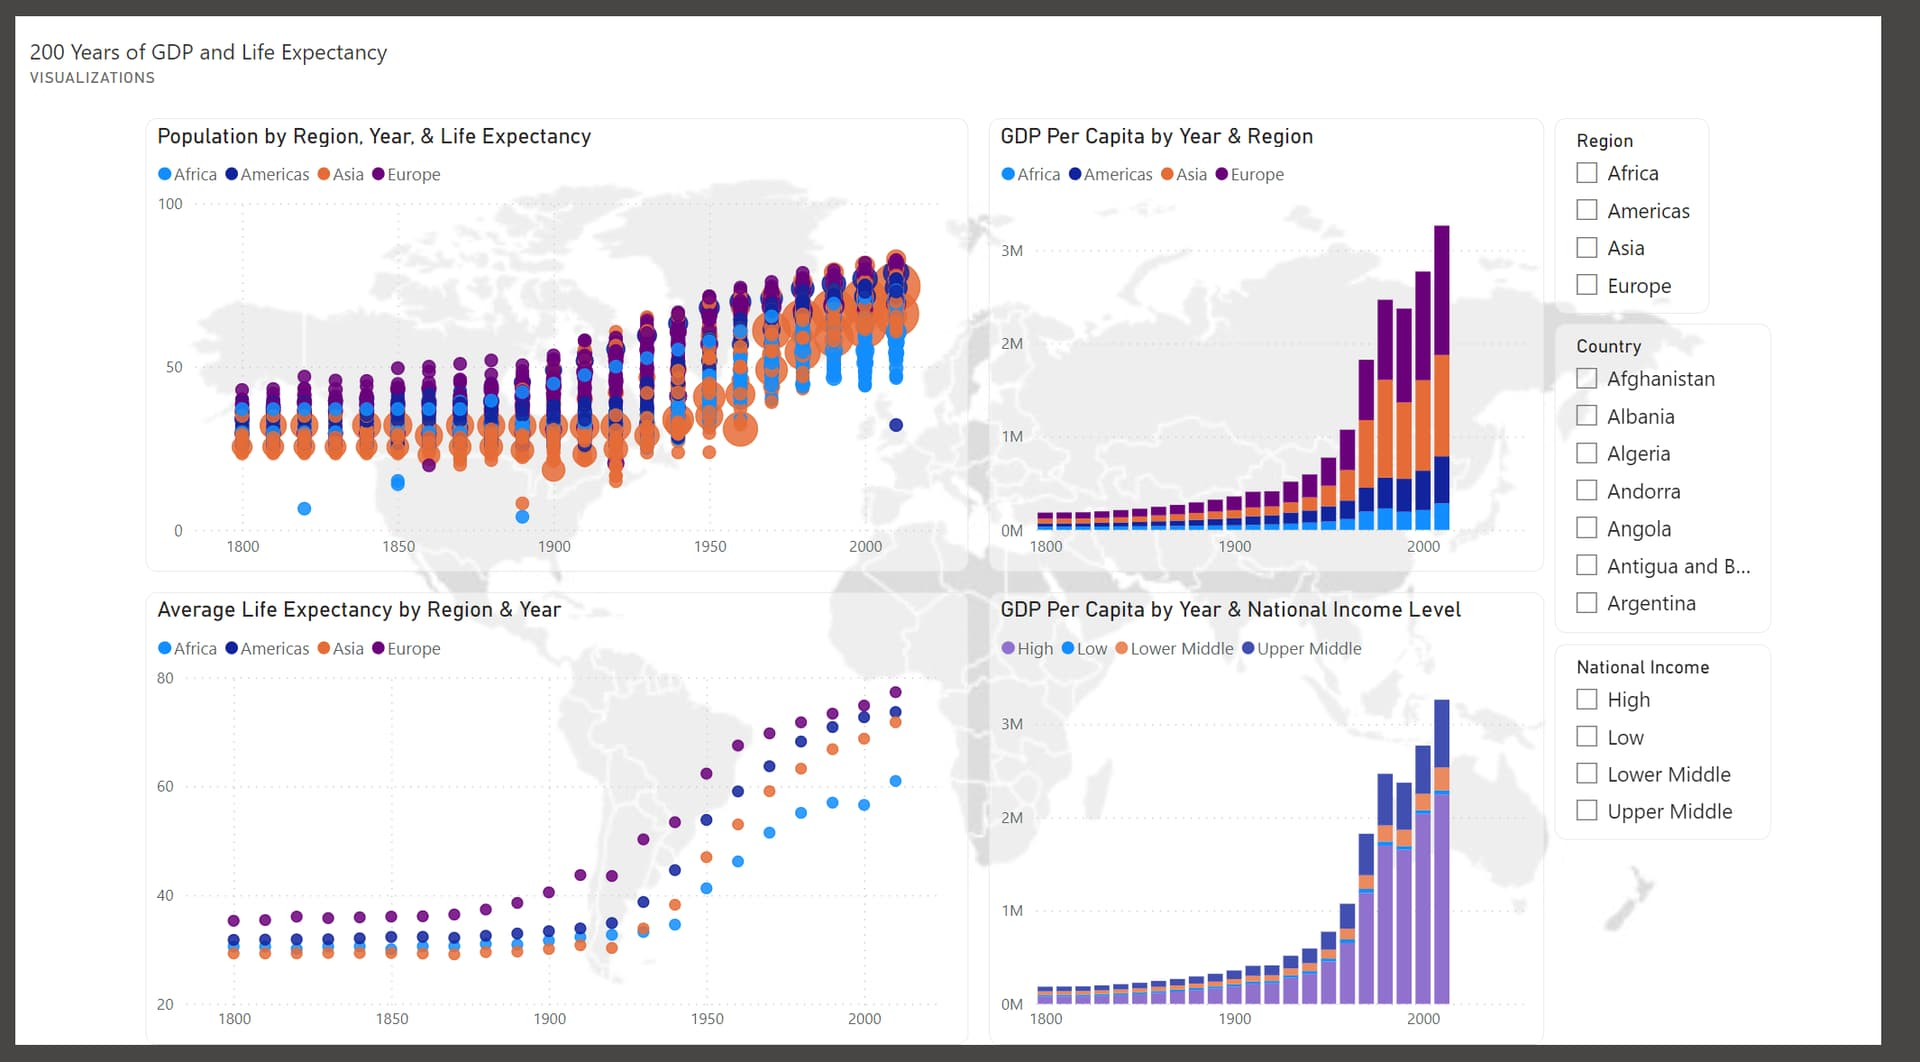 200 Years of GDP and Life Expectancy
VISUALIZATIONS
Population by Region, Year, & Life Expectancy
Africa Americas Asia Europe
100
50
0
1800 1850 1900 1950 2000
GDP Per Capita by Year & Region
Africa Americas Asia Europe
3M
2M
1M
0M
1800 1900 2000
Region
Africa
Americas
Asia
Europe
Country
Afghanistan
Albania
Algeria
Andorra
Angola
Antigua and B...
Argentina
Average Life Expectancy by Region & Year
Africa Americas Asia Europe
80
60
40
20
1800 1850 1900 1950 2000
GDP Per Capita by Year & National Income Level
High Low Lower Middle Upper Middle
3M
2M
1M
0M
1800 1900 2000
National Income
High
Low
Lower Middle
Upper Middle